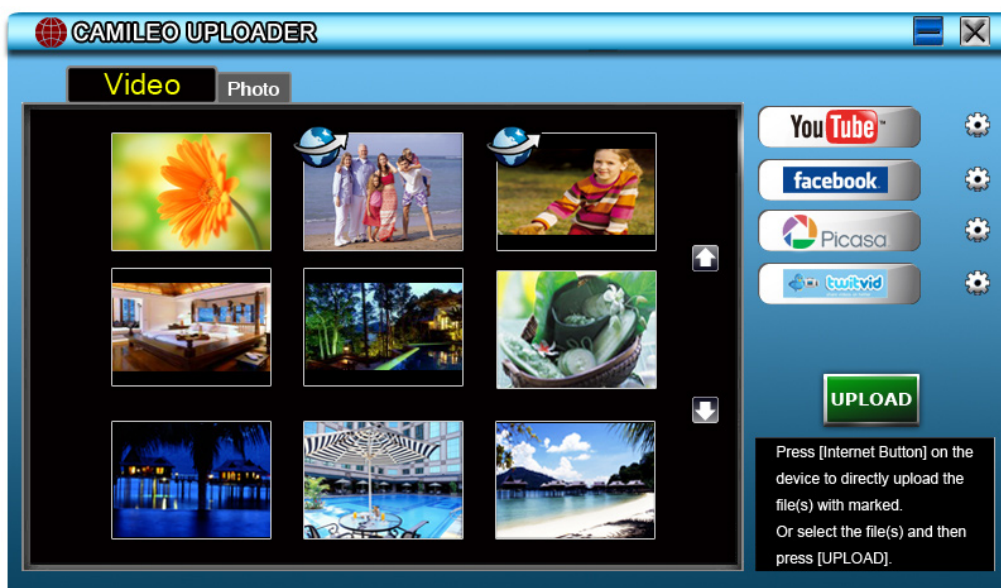 CAMILEO UPLOADER
Video
Photo
YouTube
facebook
Picasa
twitvid
UPLOAD
Press [Internet Button] on the
device to directly upload the
file(s) with marked.
Or select the file(s) and then
press [UPLOAD].